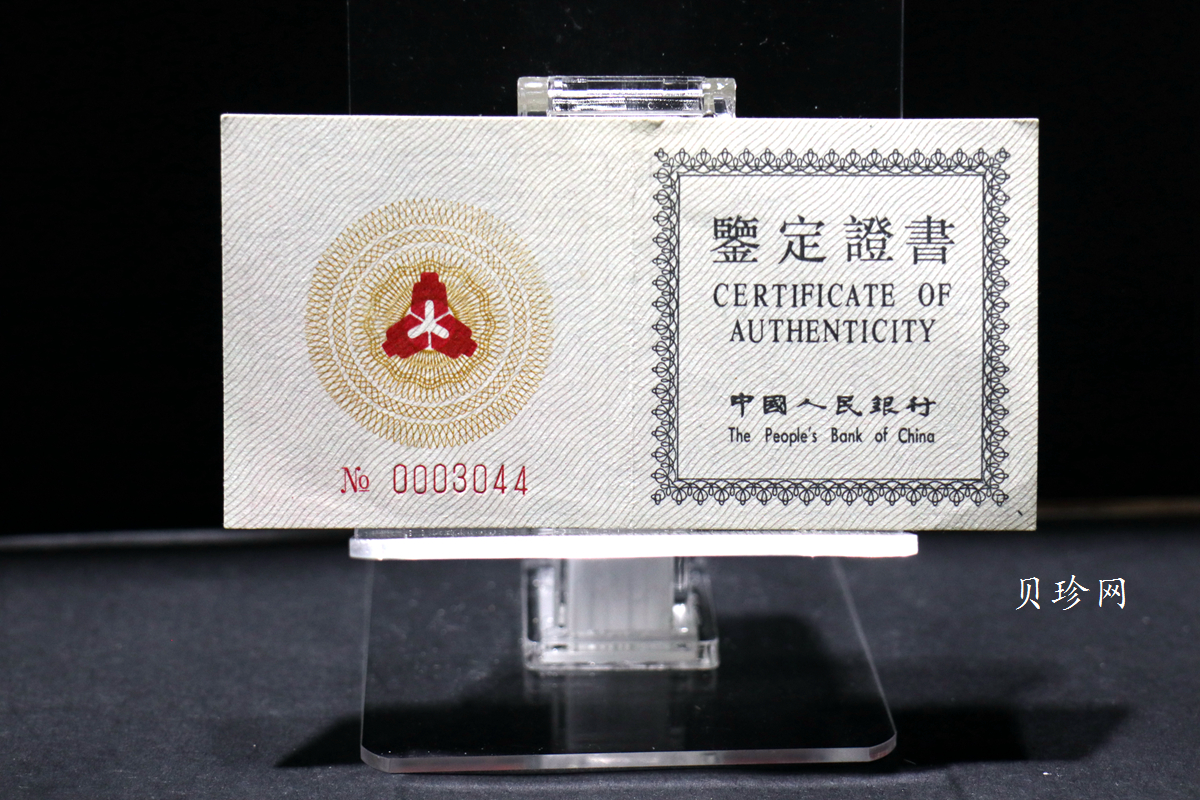 № 0003044
鑒定證書
CERTIFICATE OF
AUTHENTICITY
中國人民銀行
The People's Bank of China
贝珍网